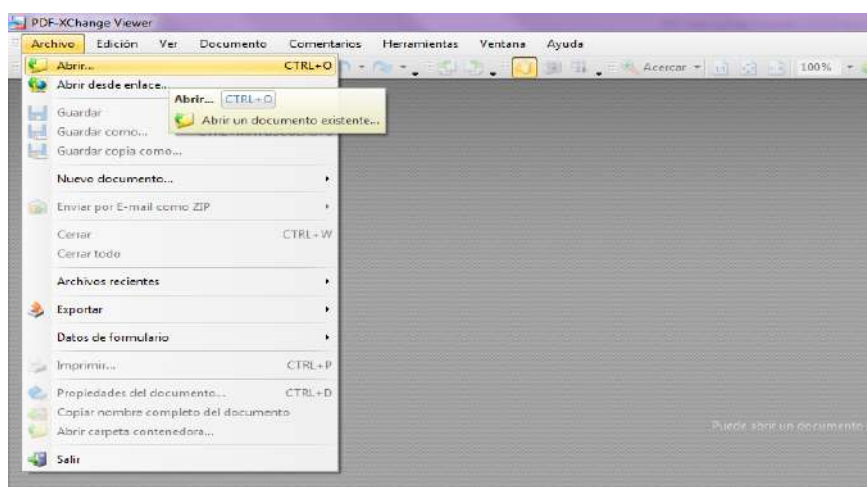 PDF-XChange Viewer
Archivo Edición Ver Documento Comentarios Herramientas Ventana Ayuda
Abrir... CTRL+O Acercar 100%
Abrir desde enlace...
Abrir... CTRL+O
Abrir un documento existente...
Guardar
Guardar como...
Guardar copia como...
Nuevo documento...
Enviar por E-mail como ZIP
Cerrar CTRL+W
Cerrar todo
Archivos recientes
Exportar
Datos de formulario
Imprimir... CTRL+P
Propiedades del documento... CTRL+D
Copiar nombre completo del documento
Abrir carpeta contenedora...
Puede abrir un documento
Salir